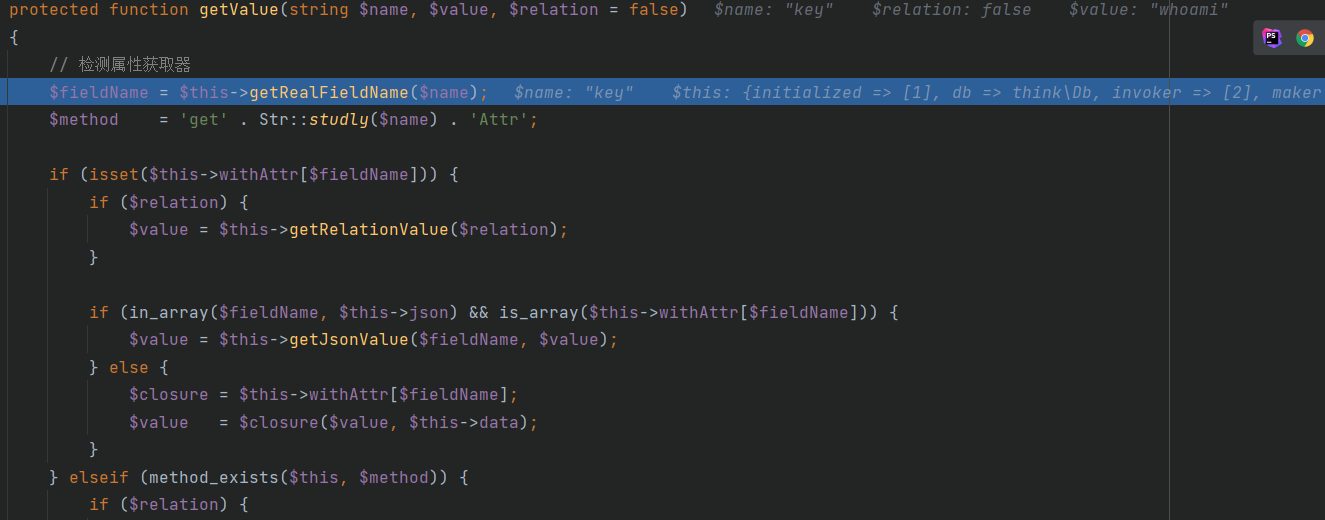 protected function getValue(string $name, $value, $relation = false) $name: "key" $relation: false $value: "whoami"
{
// 检测属性获取器
$fieldName = $this->getRealFieldName($name); $name: "key" $this: {initialized => [1], db => think\Db, invoker => [2], maker
$method = 'get' . Str::studly($name) . 'Attr';
if (isset($this->withAttr[$fieldName])) {
if ($relation) {
$value = $this->getRelationValue($relation);
}
if (in_array($fieldName, $this->json) && is_array($this->withAttr[$fieldName])) {
$value = $this->getJsonValue($fieldName, $value);
} else {
$closure = $this->withAttr[$fieldName];
$value = $closure($value, $this->data);
}
} elseif (method_exists($this, $method)) {
if ($relation) {
PS